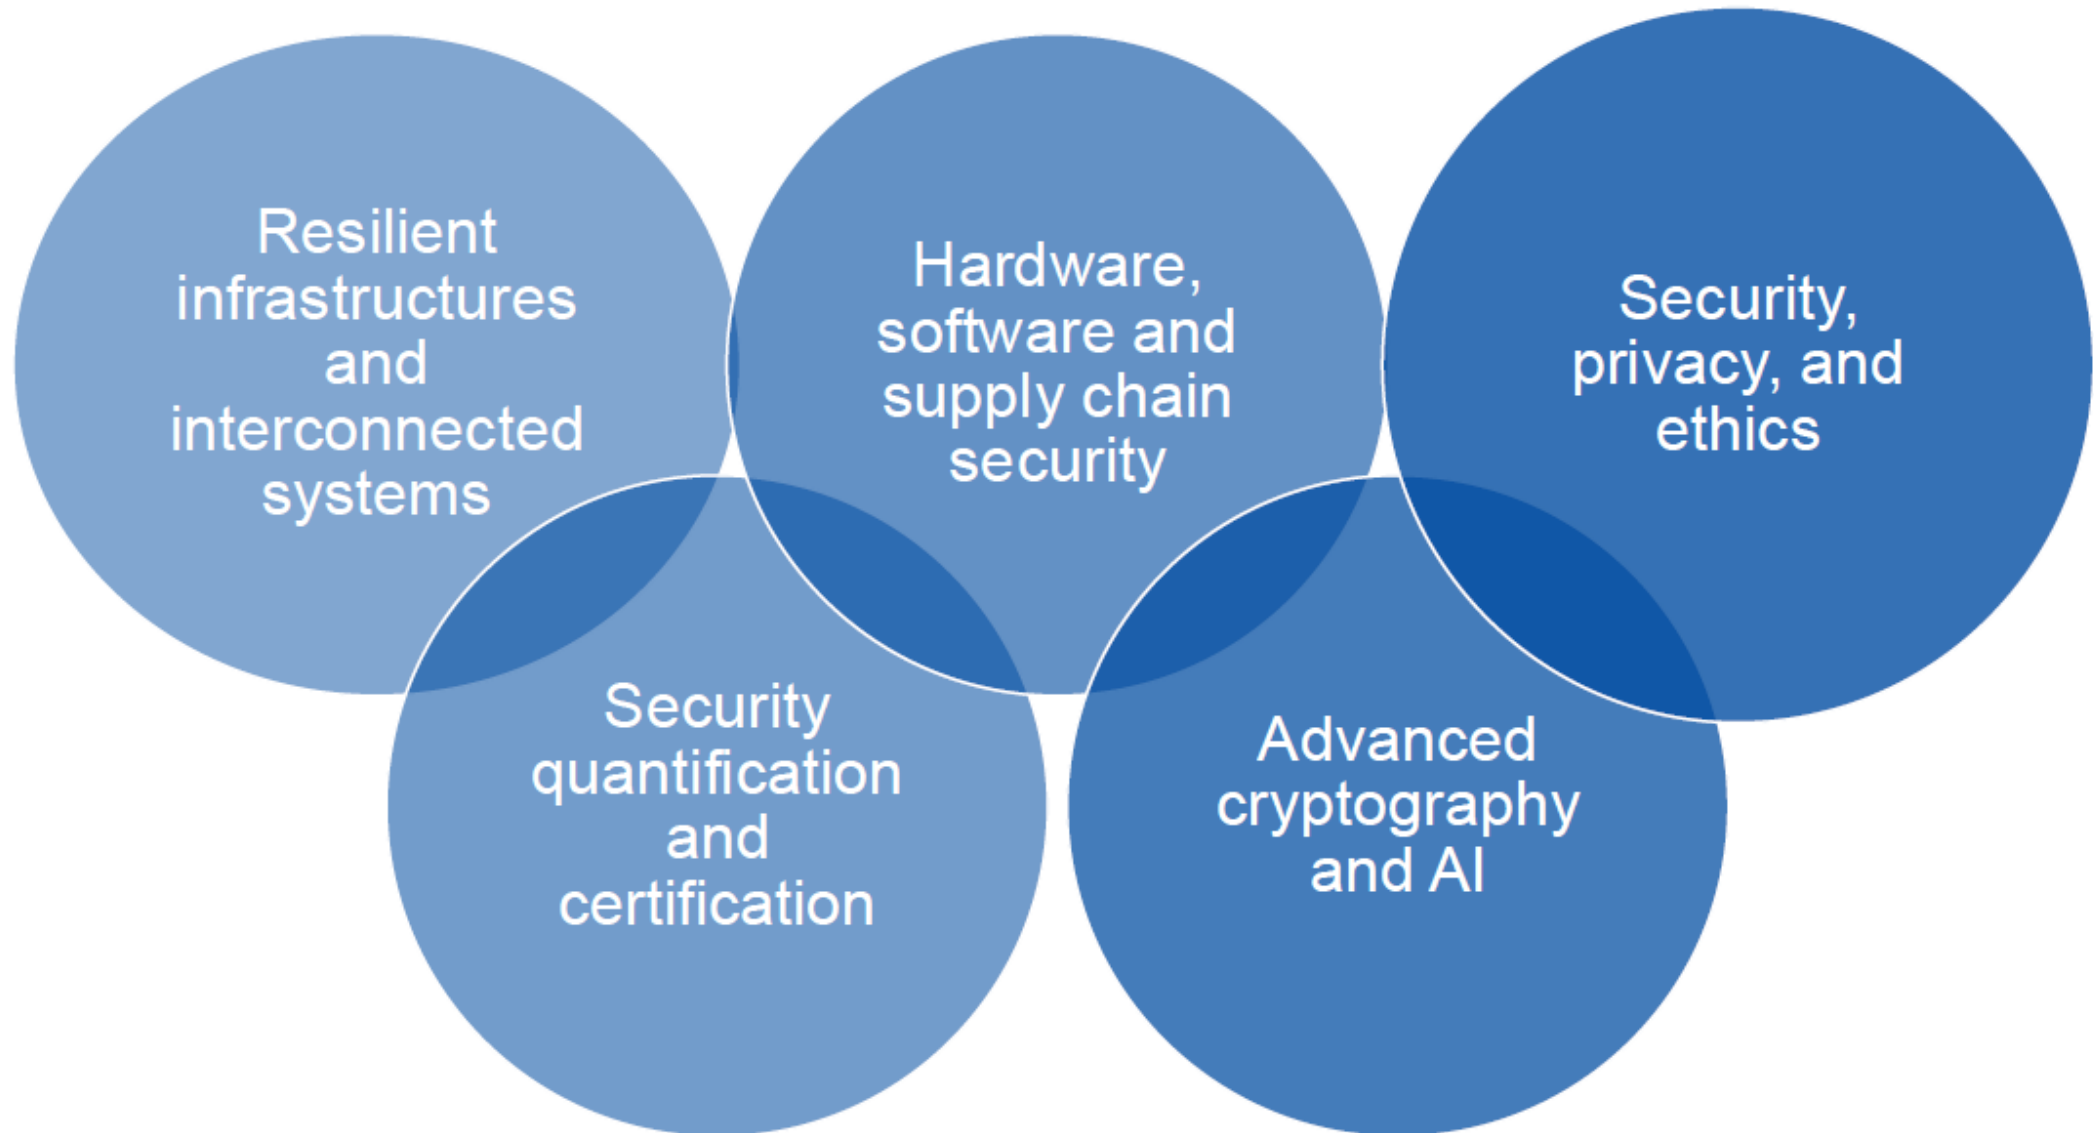 Resilient
infrastructures
and
interconnected
systems
Hardware,
software and
supply chain
security
Security,
privacy, and
ethics
Security
quantification
and
certification
Advanced
cryptography
and AI